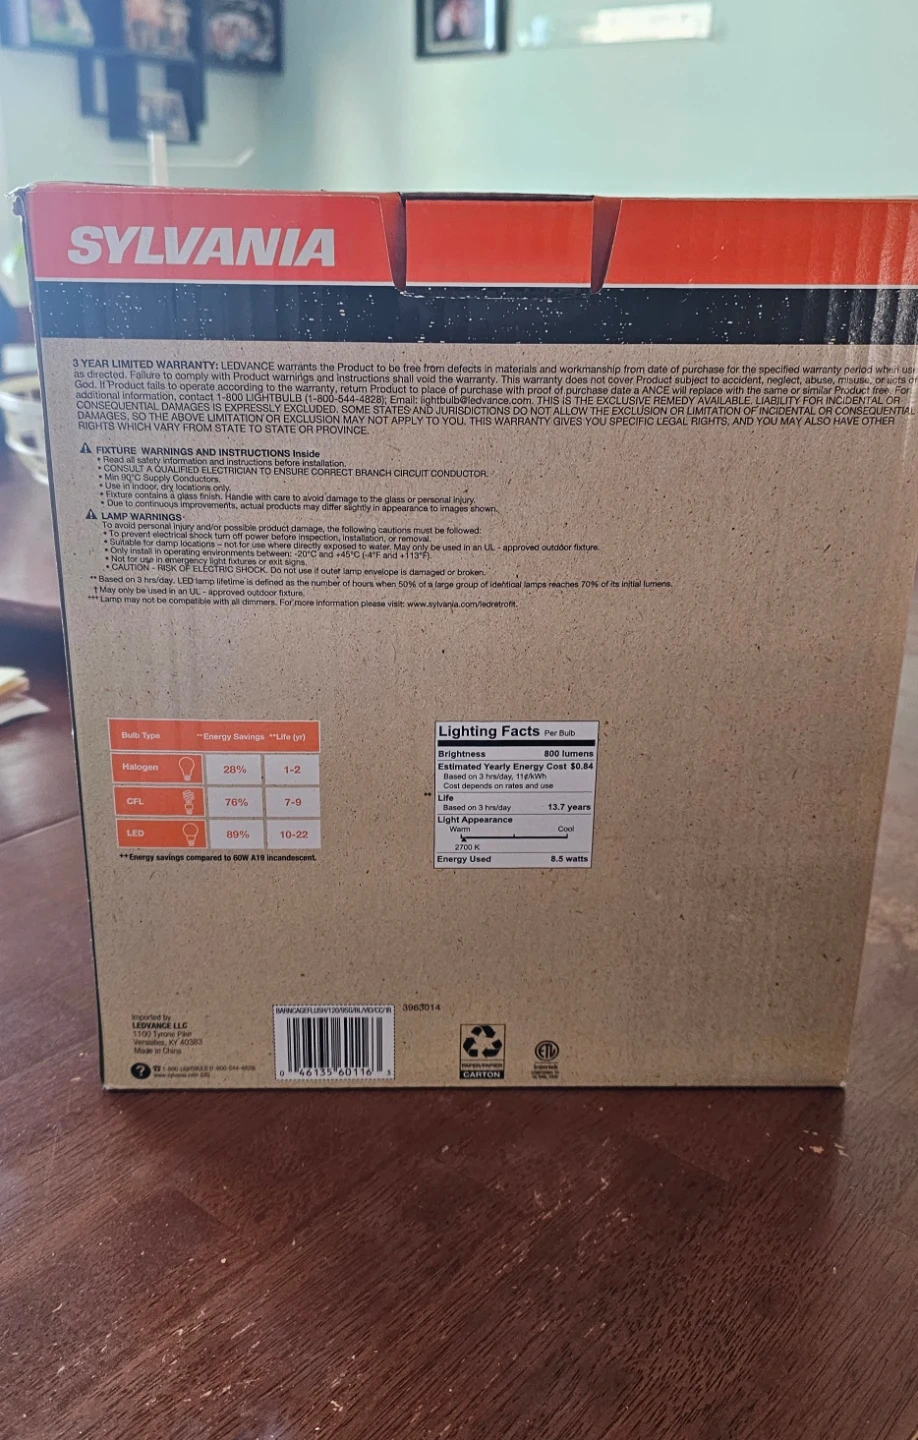 SYLVANIA
3 YEAR LIMITED WARRANTY: LEDVANCE warrants the Product to be free from defects in materials and workmanship from date of purchase for the specified warranty period when
as directed. Failure to comply with Product warnings and instructions shall void the warranty. This warranty does not cover Product subject to accident, neglect, abuse, misuse, or acts of
God. If Product fails to operate according to the warranty, return Product to place of purchase with proof of purchase date a ANCE will replace with the same or similar Product free. For
additional information, contact 1-800 LIGHTBULB (1-800-544-4828); Email: lightbulb@ledvance.com. THIS IS THE EXCLUSIVE REMEDY AVAILABLE. LIABILITY FOR INCIDENTAL OR
CONSEQUENTIAL DAMAGES IS EXPRESSLY EXCLUDED. SOME STATES AND JURISDICTIONS DO NOT ALLOW THE EXCLUSION OR LIMITATION OF INCIDENTAL OR CONSEQUENTIAL
DAMAGES, SO THE ABOVE LIMITATION OR EXCLUSION MAY NOT APPLY TO YOU. THIS WARRANTY GIVES YOU SPECIFIC LEGAL RIGHTS, AND YOU MAY ALSO HAVE OTHER
RIGHTS WHICH VARY FROM STATE TO STATE OR PROVINCE.
FIXTURE WARNINGS AND INSTRUCTIONS Inside
• Read all safety information and instructions before installation.
• CONSULT A QUALIFIED ELECTRICIAN TO ENSURE CORRECT BRANCH CIRCUIT CONDUCTOR.
• Min 90°C Supply Conductors.
• Use in indoor, dry locations only.
• Fixture contains a glass finish. Handle with care to avoid damage to the glass or personal injury.
• Due to continuous improvements, actual products may differ slightly in appearance to images shown.
LAMP WARNINGS
To avoid personal injury and/or possible product damage, the following cautions must be followed:
• To prevent electrical shock turn off power before inspection, installation, or removal.
• Suitable for damp locations – not for use where directly exposed to water. May only be used in an UL - approved outdoor fixture.
• Only install in operating environments between: -20°C and +45°C (-4°F and +113°F).
• Not for use in emergency light fixtures or exit signs.
• CAUTION - RISK OF ELECTRIC SHOCK. Do not use if outer lamp envelope is damaged or broken.
** Based on 3 hrs/day. LED lamp lifetime is defined as the number of hours when 50% of a large group of identical lamps reaches 70% of its initial lumens.
† May only be used in an UL - approved outdoor fixture.
*** Lamp may not be compatible with all dimmers. For more information please visit: www.sylvania.com/ledretrofit.
Bulb Type **Energy Savings **Life (yr)
Halogen 28% 1-2
CFL 76% 7-9
LED 89% 10-22
**Energy savings compared to 60W A19 incandescent.
Lighting Facts Per Bulb
Brightness 800 lumens
Estimated Yearly Energy Cost $0.84
Based on 3 hrs/day, 11¢/kWh
Cost depends on rates and use
** Life
Based on 3 hrs/day 13.7 years
Light Appearance
Warm Cool
2700 K
Energy Used 8.5 watts
Imported by
LEDVANCE LLC
1100 Tyrone Pike
Versailles, KY 40383
Made in China
BARNCAGEFLUSH/120/950/BL/MO/CC/1R
3963014
0 46135 60116 3
? 1-800 LIGHTBULB (1-800-544-4828)
CARTON
ETL